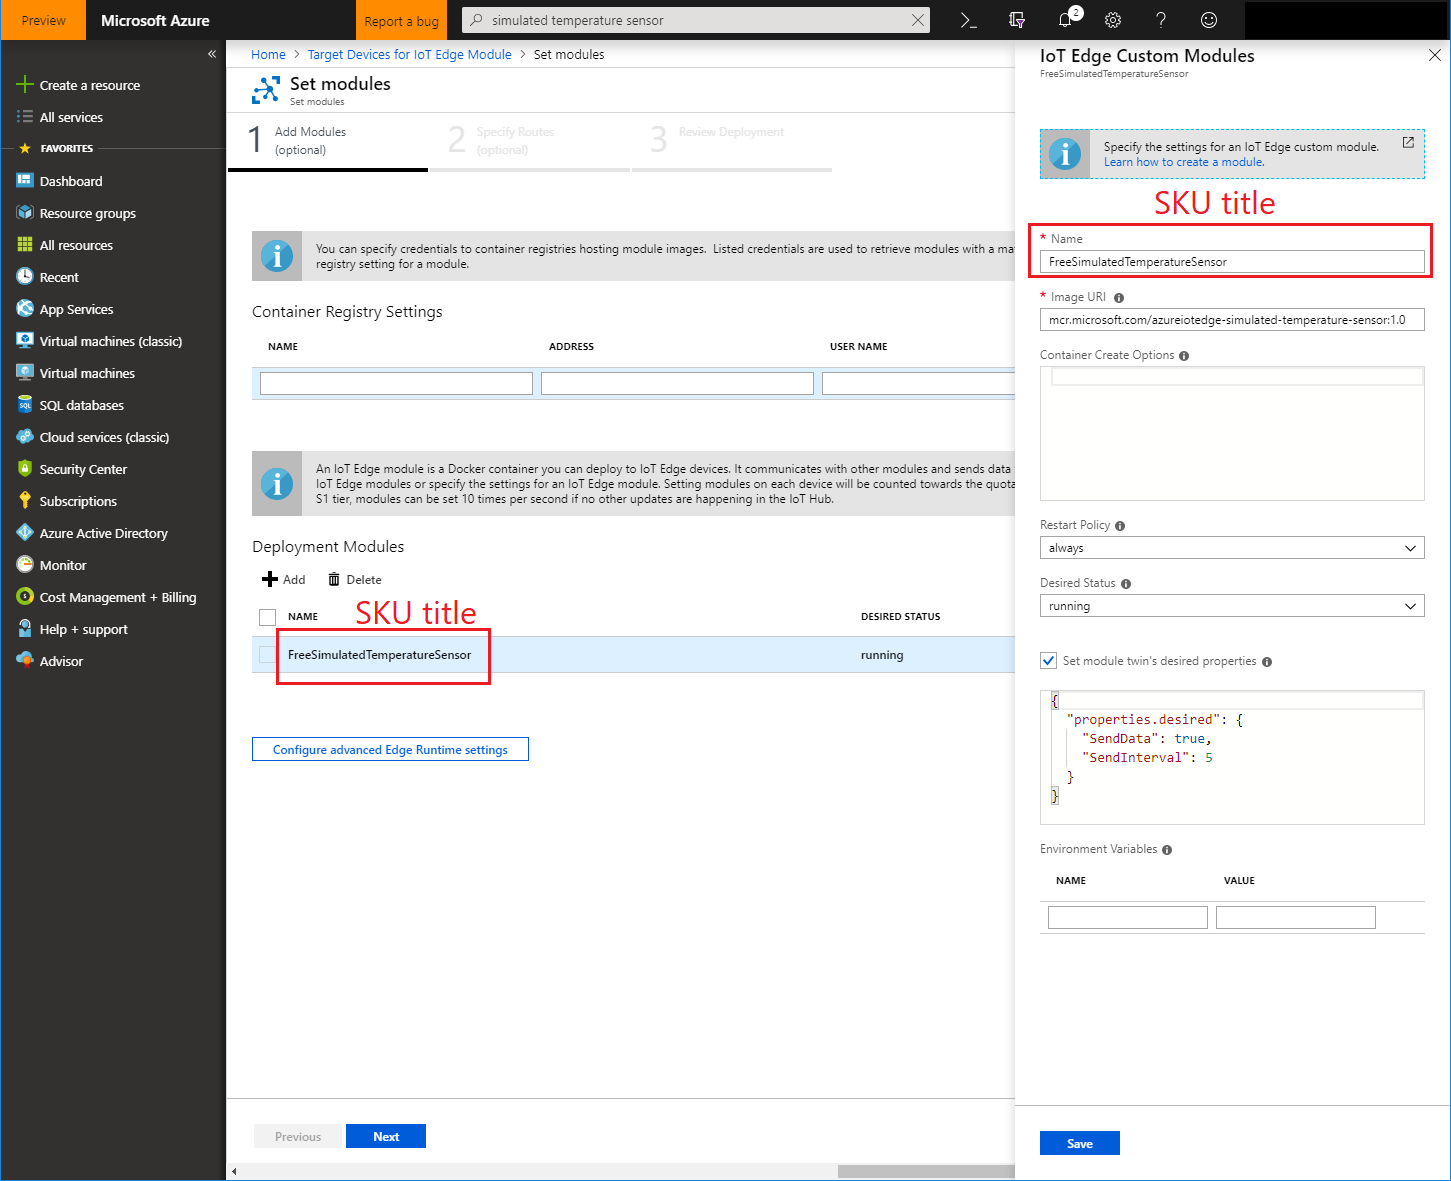 Preview
Microsoft Azure
Report a bug
simulated temperature sensor
2
Create a resource
All services
FAVORITES
Dashboard
Resource groups
All resources
Recent
App Services
Virtual machines (classic)
Virtual machines
SQL databases
Cloud services (classic)
Security Center
Subscriptions
Azure Active Directory
Monitor
Cost Management + Billing
Help + support
Advisor
Home > Target Devices for IoT Edge Module > Set modules
Set modules
Set modules
1 Add Modules
(optional)
2 Specify Routes
(optional)
3 Review Deployment
You can specify credentials to container registries hosting module images. Listed credentials are used to retrieve modules with a ma
registry setting for a module.
Container Registry Settings
NAME ADDRESS USER NAME
An IoT Edge module is a Docker container you can deploy to IoT Edge devices. It communicates with other modules and sends data
IoT Edge modules or specify the settings for an IoT Edge module. Setting modules on each device will be counted towards the quota
S1 tier, modules can be set 10 times per second if no other updates are happening in the IoT Hub.
Deployment Modules
Add Delete
SKU title
NAME DESIRED STATUS
FreeSimulatedTemperatureSensor running
Configure advanced Edge Runtime settings
Previous Next
IoT Edge Custom Modules
FreeSimulatedTemperatureSensor
Specify the settings for an IoT Edge custom module.
Learn how to create a module.
SKU title
* Name
FreeSimulatedTemperatureSensor
* Image URI
mcr.microsoft.com/azureiotedge-simulated-temperature-sensor:1.0
Container Create Options
Restart Policy
always
Desired Status
running
Set module twin's desired properties
{
"properties.desired": {
"SendData": true,
"SendInterval": 5
}
}
Environment Variables
NAME VALUE
Save